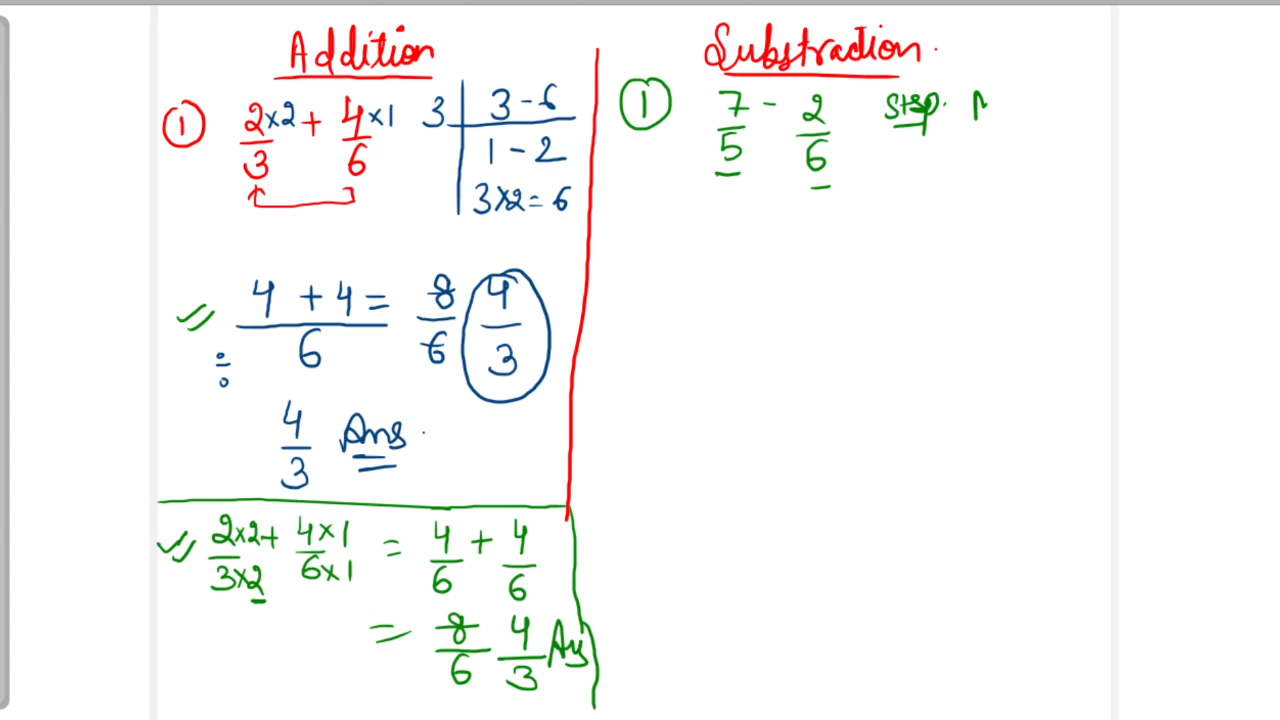 Addition
① 2/3 ×2 + 4/6 ×1
3 | 3 - 6
1 - 2
3×2 = 6
4 + 4 / 6 = 8/6 4/3
÷
4/3 Ans.
2×2/3×2 + 4×1/6×1 = 4/6 + 4/6
= 8/6 4/3
Substraction.
① 7/5 - 2/6